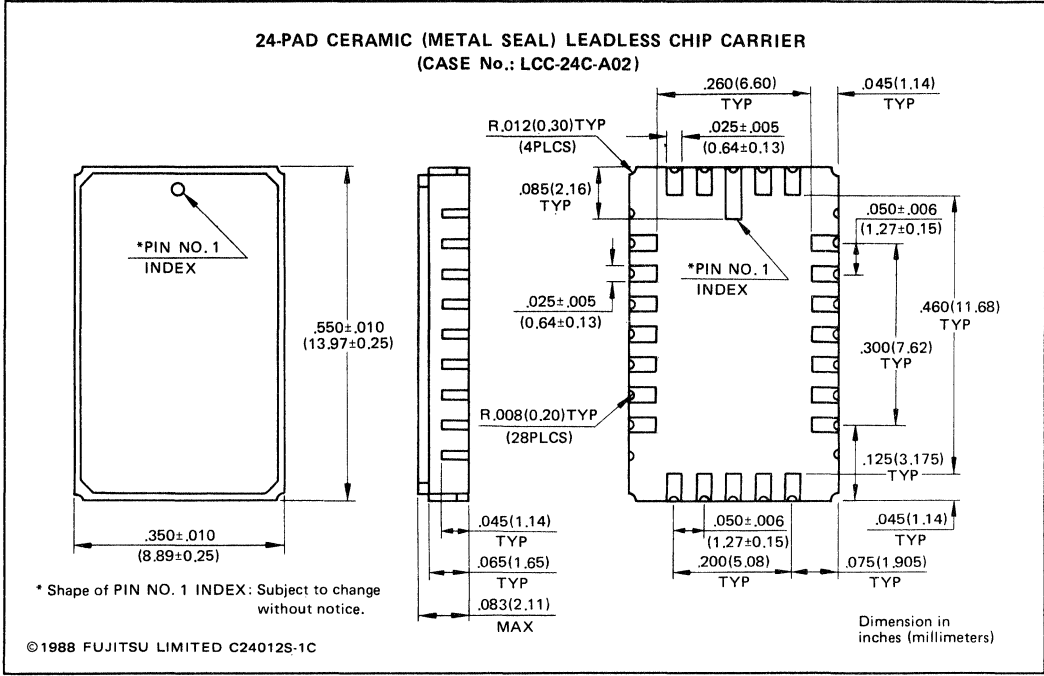 24-PAD CERAMIC (METAL SEAL) LEADLESS CHIP CARRIER
(CASE No.: LCC-24C-A02)
.260(6.60)
TYP
.045(1.14)
TYP
R.012(0.30)TYP
(4PLCS)
.025±.005
(0.64±0.13)
.085(2.16)
TYP
.050±.006
(1.27±0.15)
*PIN NO. 1
INDEX
*PIN NO. 1
INDEX
.025±.005
(0.64±0.13)
.550±.010
(13.97±0.25)
.460(11.68)
TYP
.300(7.62)
TYP
R.008(0.20)TYP
(28PLCS)
.125(3.175)
TYP
.350±.010
(8.89±0.25)
.045(1.14)
TYP
.050±.006
(1.27±0.15)
TYP
.045(1.14)
TYP
.065(1.65)
TYP
.200(5.08)
TYP
.075(1.905)
TYP
.083(2.11)
MAX
* Shape of PIN NO. 1 INDEX: Subject to change
without notice.
Dimension in
inches (millimeters)
©1988 FUJITSU LIMITED C24012S-1C